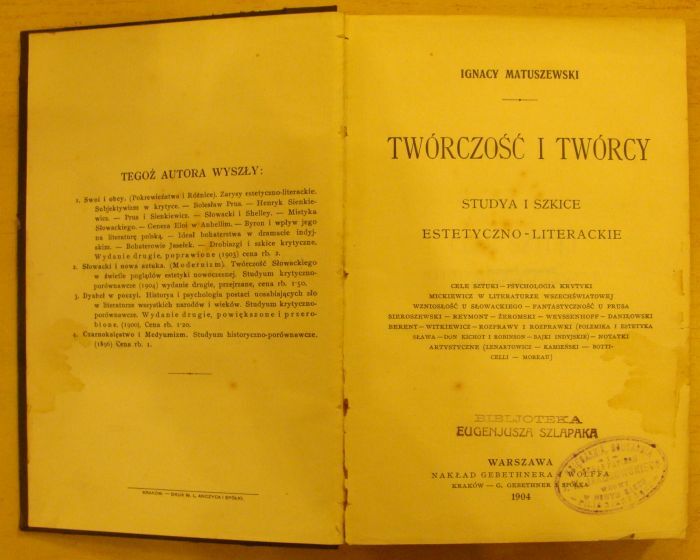 TEGOŻ AUTORA WYSZŁY:
1. Swoi i obcy. (Pokrewieństwa i Różnice). Zarysy estetyczno-literackie.
Subjektywizm w krytyce. — Bolesław Prus. — Henryk Sienkie-
wicz. — Prus i Sienkiewicz. — Słowacki i Shelley. — Mistyka
Słowackiego. — Geneza Eloi w Anhellim. — Byron i wpływ jego
na literaturę polską. — Ideał bohaterstwa w dramacie indyj-
skim. — Bohaterowie Jasełek. — Drobiazgi i szkice krytyczne.
Wydanie drugie, poprawione (1903) cena rb. 2.
2. Słowacki i nowa sztuka. (Modernizm). Twórczość Słowackiego
w świetle poglądów estetyki nowoczesnej. Studyum krytyczno-
porównawcze (1904) wydanie drugie, przejrzane, cena rb. 1·50.
3. Dyabeł w poezyi. Historya i psychologia postaci uosabiających zło
w literaturze wszystkich narodów i wieków. Studyum krytyczno-
porównawcze. Wydanie drugie, powiększone i przero-
bione. (1900), Cena rb. 1·20.
4. Czarnoksięstwo i Medyumizm. Studyum historyczno-porównawcze.
(1896) Cena rb. 1.
KRAKÓW. — DRUK W. L. ANCZYCA I SPÓŁKI.
IGNACY MATUSZEWSKI
TWÓRCZOŚĆ I TWÓRCY
STUDYA I SZKICE
ESTETYCZNO-LITERACKIE
CELE SZTUKI — PSYCHOLOGIA KRYTYKI
MICKIEWICZ W LITERATURZE WSZECHŚWIATOWEJ
WZNIOSŁOŚĆ U SŁOWACKIEGO — FANTASTYCZNOŚĆ U PRUSA
SIEROSZEWSKI — REYMONT — ŻEROMSKI — WEYSSENHOFF — DANIŁOWSKI
BERENT — WITKIEWICZ — ROZPRAWY I ROZPRAWKI (POLEMIKA I ESTETYKA
SŁAWA — DON KICHOT I ROBINSON — BAJKI INDYJSKIE) — NOTATKI
ARTYSTYCZNE (LENARTOWICZ — KAMIEŃSKI — BOTTI-
CELLI — MOREAU)
BIBLJOTEKA
EUGENJUSZA SZLAPAKA
WARSZAWA
NAKŁAD GEBETHNERA I WOLFFA
KRAKÓW — G. GEBETHNER I SPÓŁKA
1904